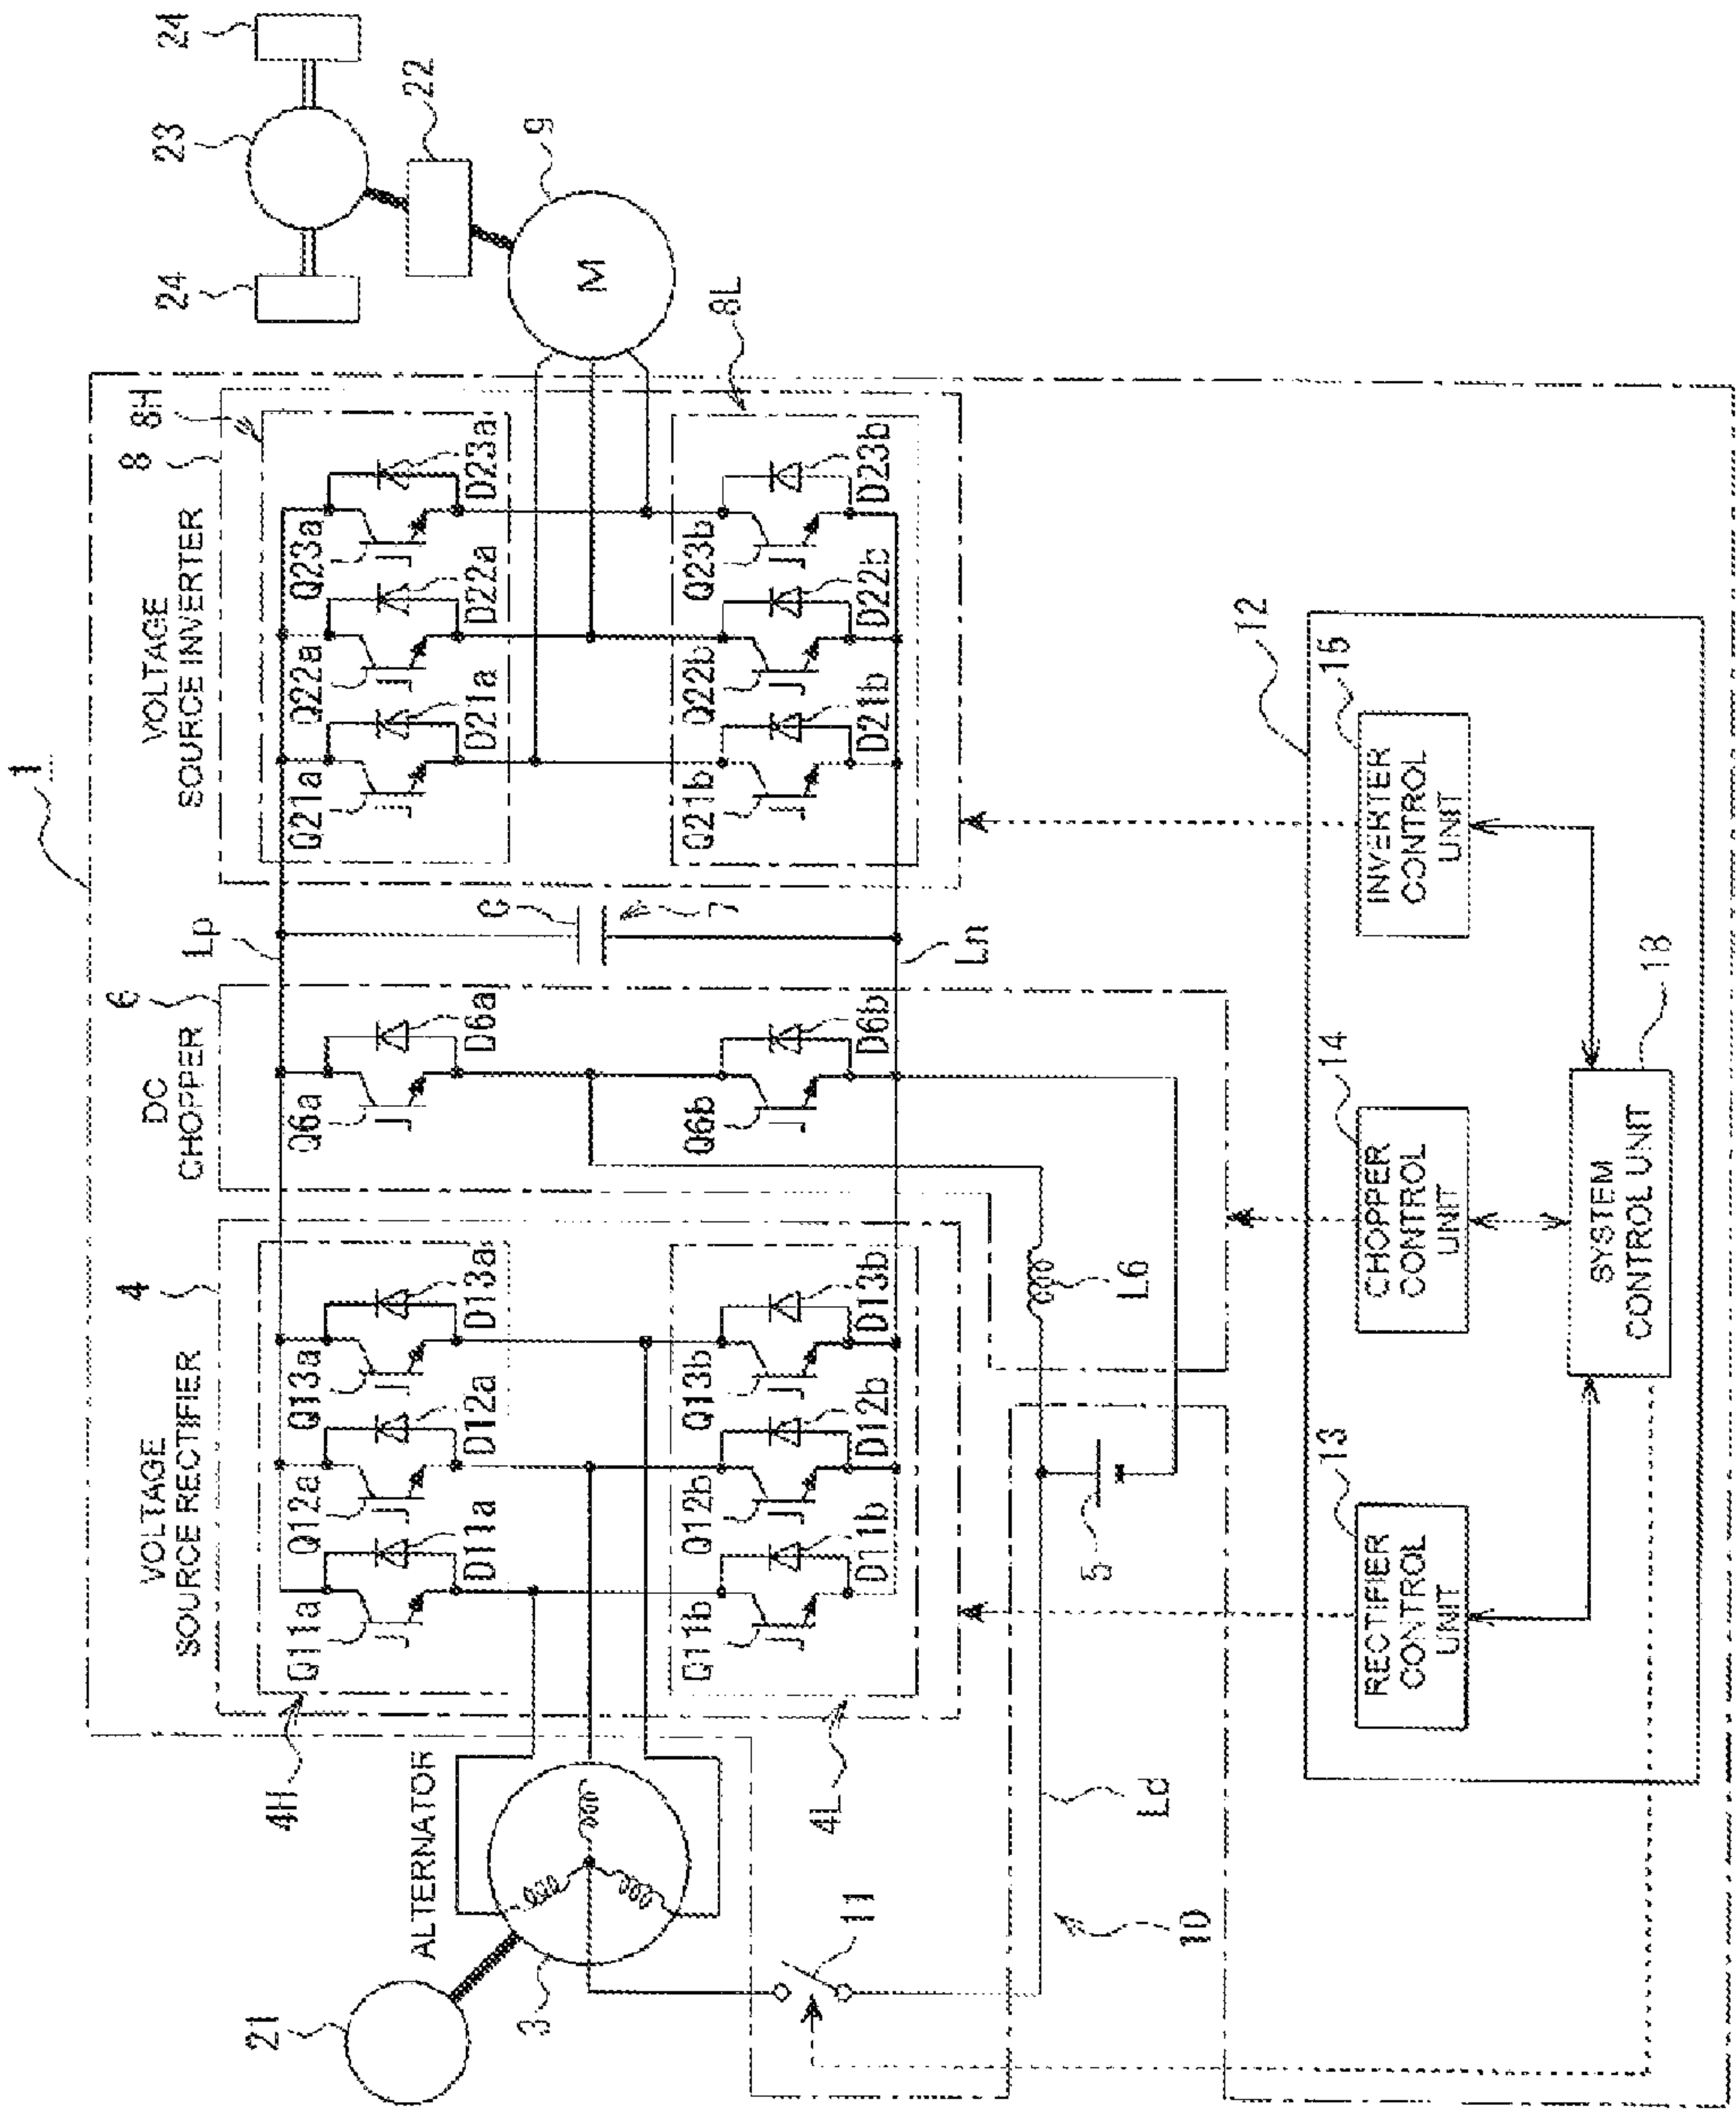 1
VOLTAGE
SOURCE RECTIFIER
4
DC
CHOPPER
6
VOLTAGE
SOURCE INVERTER
8
8H
4H
Q11a
Q12a
Q13a
D11a
D12a
D13a
Q6a
D6a
Lp
Q21a
Q22a
Q23a
D21a
D22a
D23a
24
23
24
22
9
M
21
ALTERNATOR
3
C
7
4L
Q11b
Q12b
Q13b
D11b
D12b
D13b
Q6b
D6b
Ln
Q21b
Q22b
Q23b
D21b
D22b
D23b
8L
11
10
Ld
5
L6
12
13
RECTIFIER
CONTROL
UNIT
14
CHOPPER
CONTROL
UNIT
15
INVERTER
CONTROL
UNIT
SYSTEM
CONTROL UNIT
18